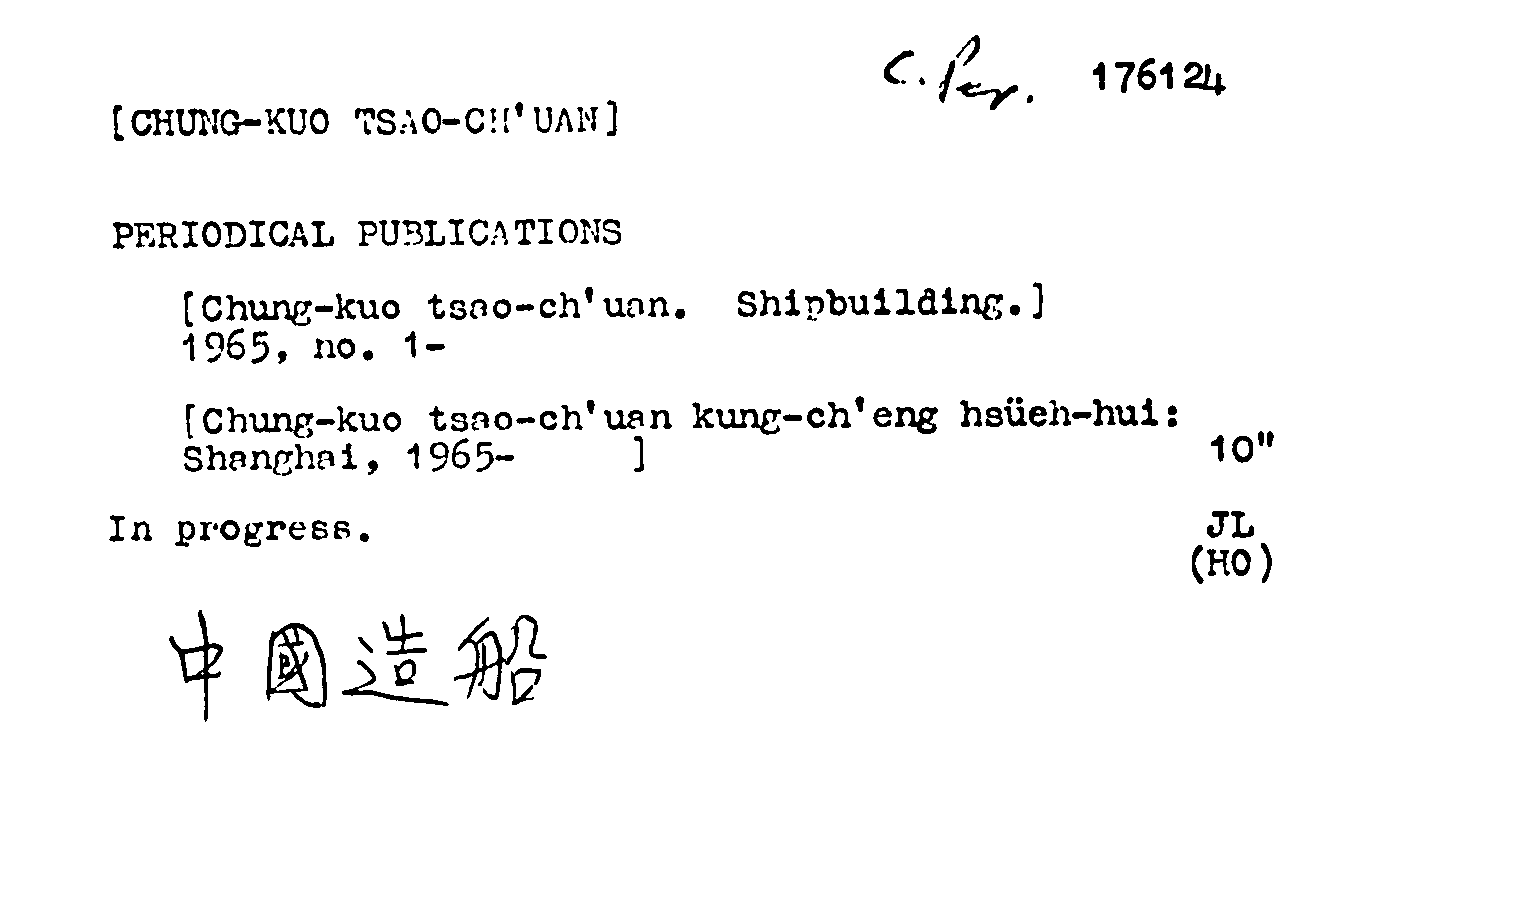 C. Per. 176124
[CHUNG-KUO TSAO-CH'UAN]
PERIODICAL PUBLICATIONS
[Chung-kuo tsao-ch'uan. Shipbuilding.]
1965, no. 1-
[Chung-kuo tsao-ch'uan kung-ch'eng hsüeh-hui:
Shanghai, 1965- ]
10"
In progress.
JL
(HO)
中國造船